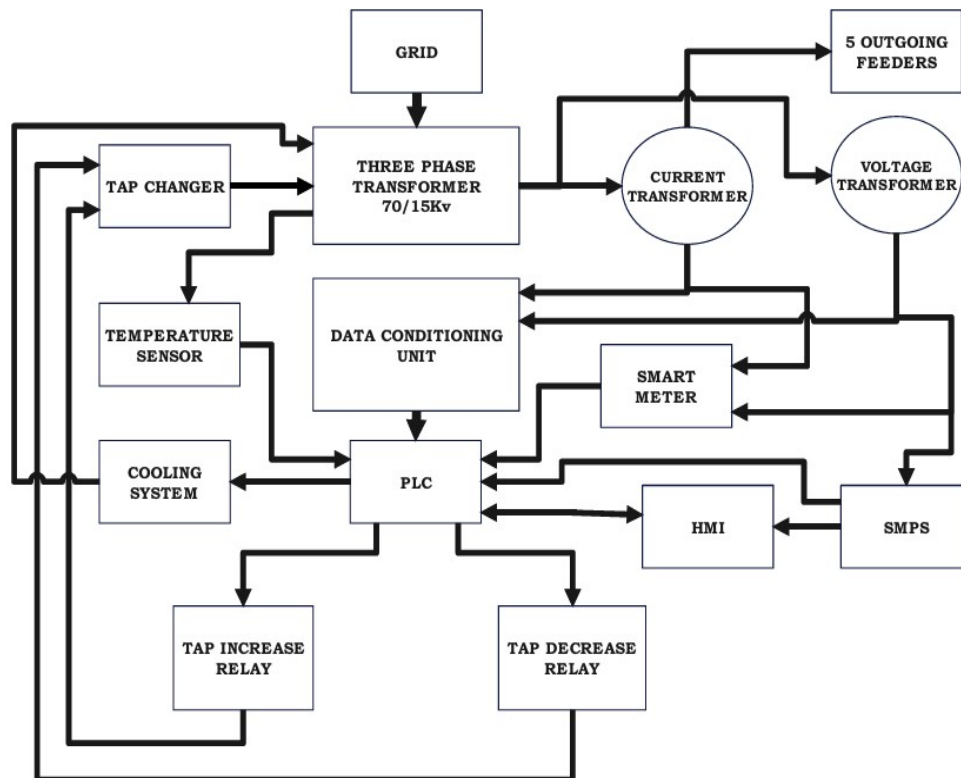 GRID
5 OUTGOING
FEEDERS
THREE PHASE
TRANSFORMER
70/15Kv
TAP CHANGER
CURRENT
TRANSFORMER
VOLTAGE
TRANSFORMER
TEMPERATURE
SENSOR
DATA CONDITIONING
UNIT
SMART
METER
COOLING
SYSTEM
PLC
HMI
SMPS
TAP INCREASE
RELAY
TAP DECREASE
RELAY